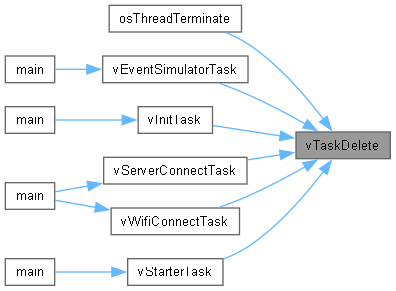 osThreadTerminate
main
vEventSimulatorTask
main
vInitTask
vTaskDelete
vServerConnectTask
main
vWifiConnectTask
main
vStarterTask